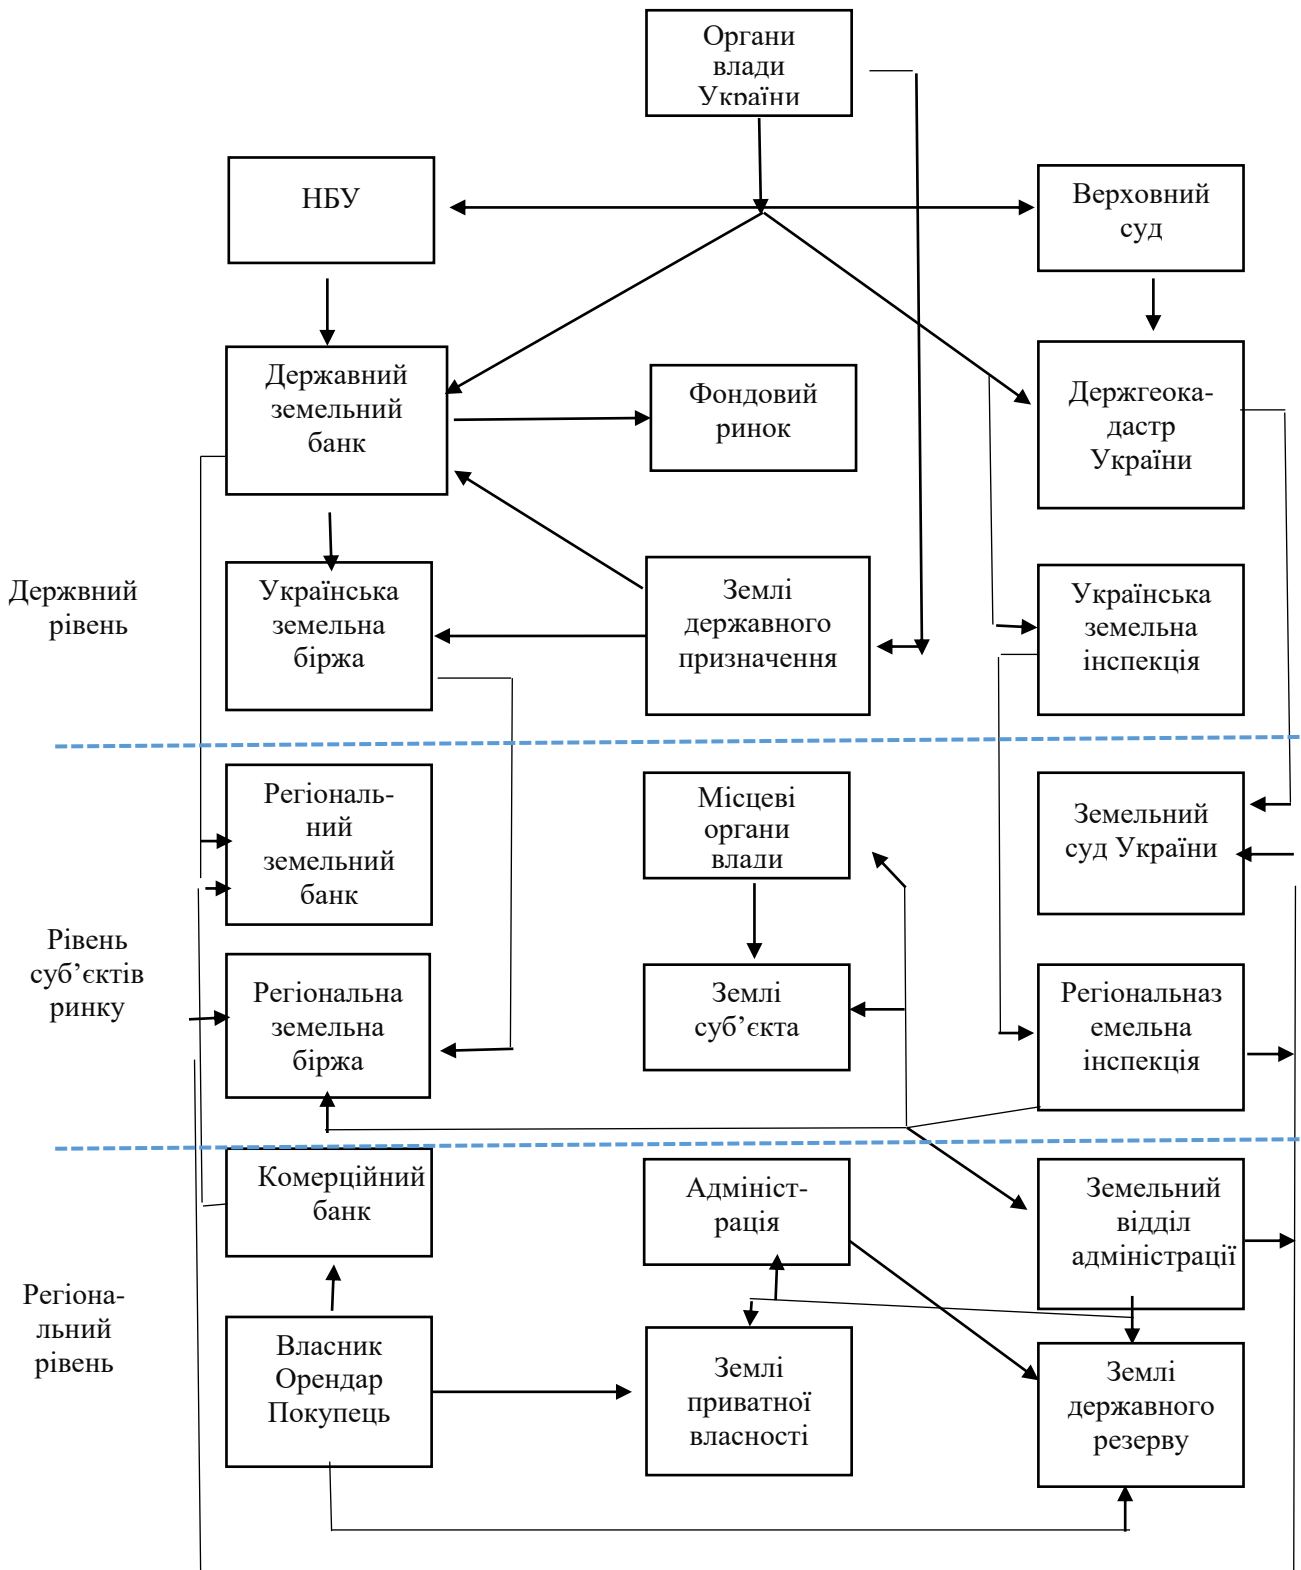 Органи
влади
України
НБУ
Верховний
суд
Державний
земельний
банк
Фондовий
ринок
Держгеока-
дастр
України
Держвний
рівень
Українська
земельна
біржа
Землі
державного
призначення
Українська
земельна
інспекція
Регіональ-
ний
земельний
банк
Місцеві
органи
влади
Земельний
суд України
Рівень
суб’єктів
ринку
Регіональна
земельна
біржа
Землі
суб’єкта
Регіональназ
емельна
інспекція
Комерційний
банк
Адмініст-
рація
Земельний
відділ
адміністрації
Регіона-
льний
рівень
Власник
Орендар
Покупець
Землі
приватної
власності
Землі
державного
резерву